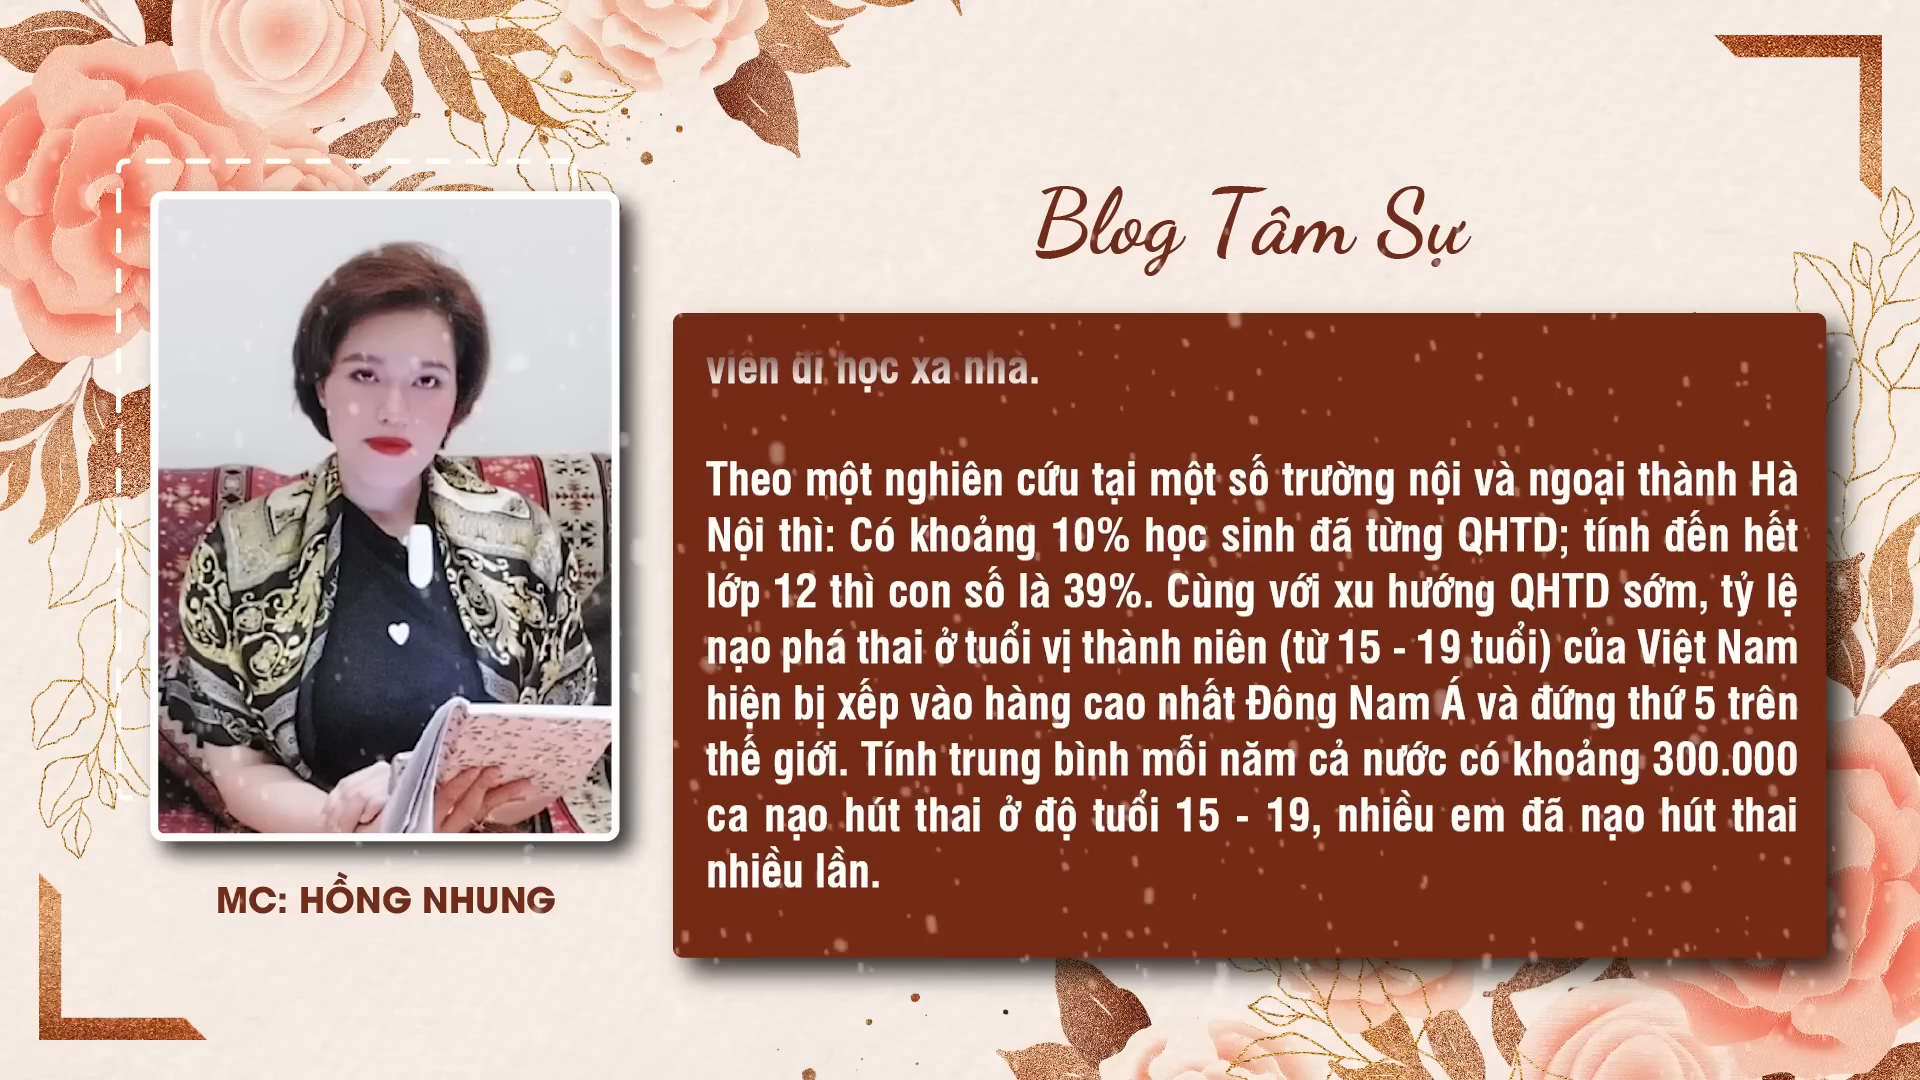 Blog Tâm Sự
viên đi học xa nhà.
Theo một nghiên cứu tại một số trường nội và ngoại thành Hà
Nội thì: Có khoảng 10% học sinh đã từng QHTD; tính đến hết
lớp 12 thì con số là 39%. Cùng với xu hướng QHTD sớm, tỷ lệ
nạo phá thai ở tuổi vị thành niên (từ 15 - 19 tuổi) của Việt Nam
hiện bị xếp vào hàng cao nhất Đông Nam Á và đứng thứ 5 trên
thế giới. Tính trung bình mỗi năm cả nước có khoảng 300.000
ca nạo hút thai ở độ tuổi 15 - 19, nhiều em đã nạo hút thai
nhiều lần.
MC: HỒNG NHUNG